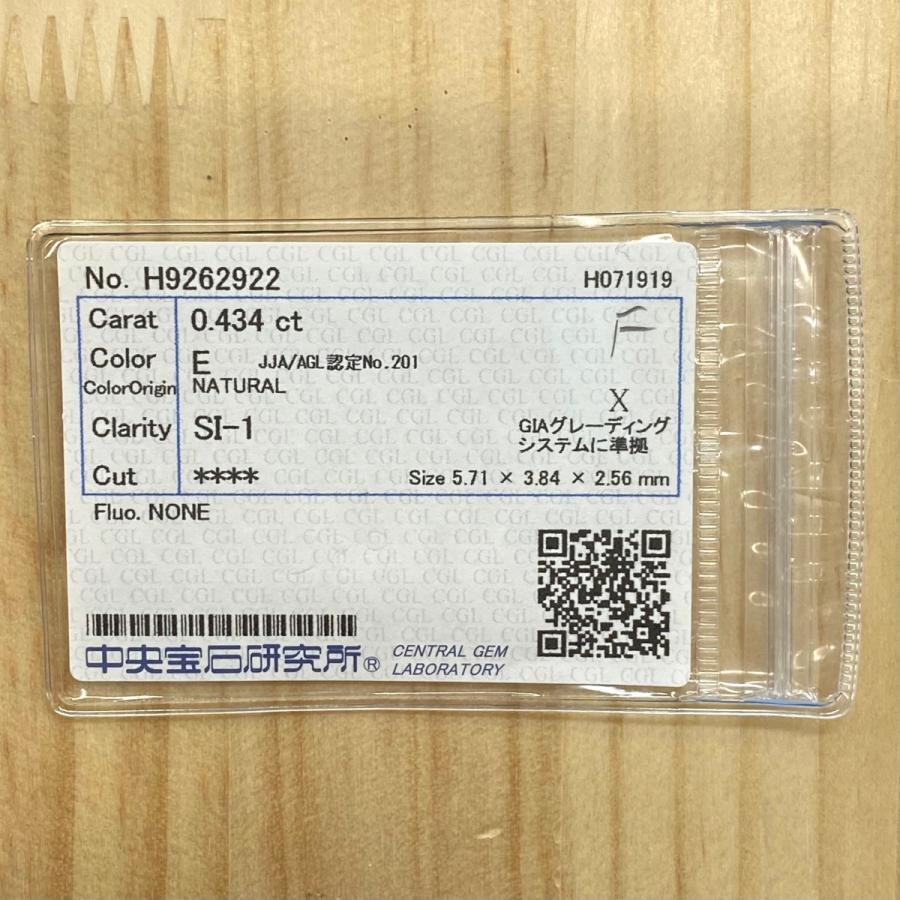 No. H9262922 H071919
Carat 0.434 ct F
Color E JJA/AGL認定No.201
ColorOrigin NATURAL
X
Clarity SI-1 GIAグレーディング
システムに準拠
Cut **** Size 5.71 × 3.84 × 2.56 mm
Fluo. NONE
中央宝石研究所® CENTRAL GEM
LABORATORY